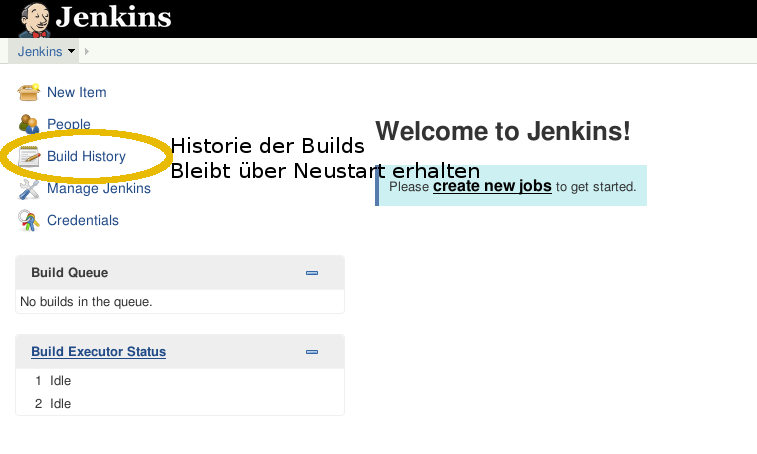 Jenkins
Jenkins
New Item
People
Build History
Manage Jenkins
Credentials
Historie der Builds
Bleibt über Neustart erhalten
Welcome to Jenkins!
Please create new jobs to get started.
Build Queue
No builds in the queue.
Build Executor Status
1 Idle
2 Idle